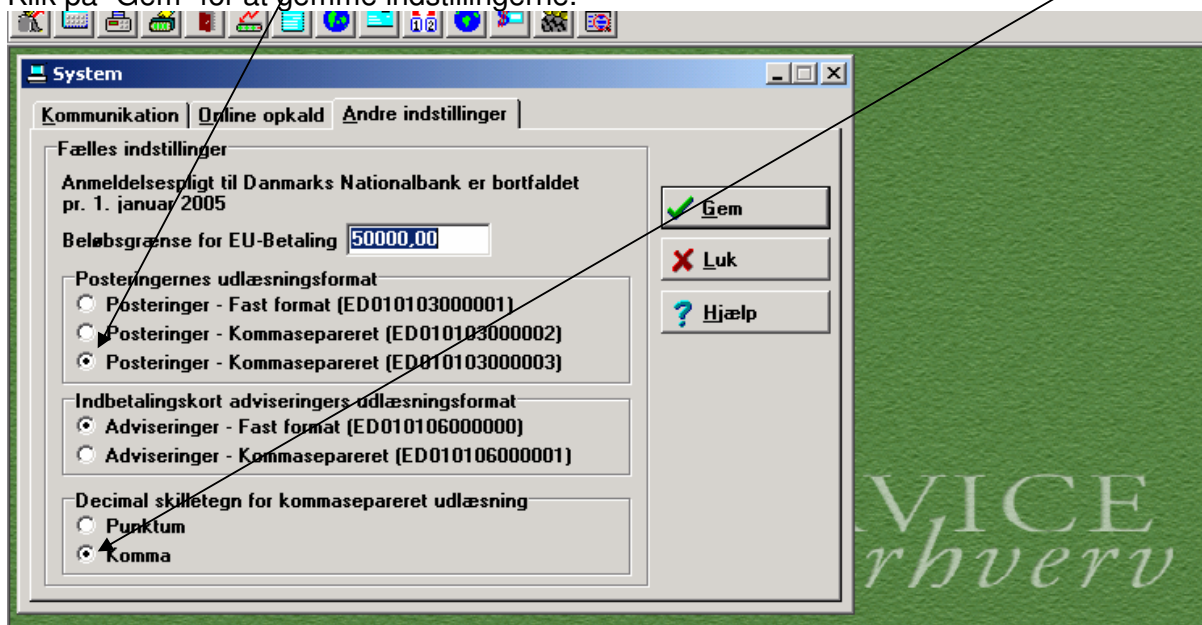 Klik på "Gem" for at gemme indstillingerne.
System
Kommunikation Online opkald Andre indstillinger
Fælles indstillinger
Anmeldelsespligt til Danmarks Nationalbank er bortfaldet
pr. 1. januar 2005
Beløbsgrænse for EU-Betaling 50000,00
Posteringernes udlæsningsformat
Posteringer - Fast format (ED010103000001)
Posteringer - Kommasepareret (ED010103000002)
Posteringer - Kommasepareret (ED010103000003)
Indbetalingskort adviseringers udlæsningsformat
Adviseringer - Fast format (ED010106000000)
Adviseringer - Kommasepareret (ED010106000001)
Decimal skilletegn for kommasepareret udlæsning
Punktum
Komma
Gem
Luk
Hjælp
VICE
rhverv